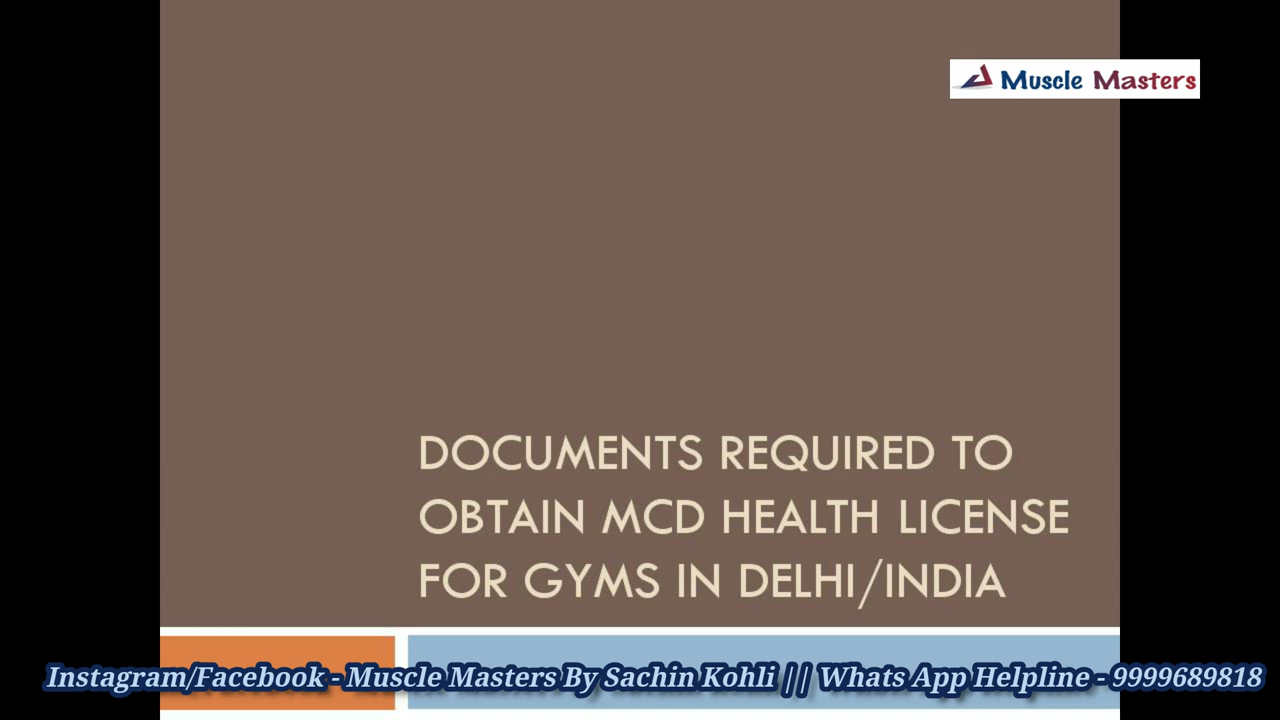 Muscle Masters
DOCUMENTS REQUIRED TO
OBTAIN MCD HEALTH LICENSE
FOR GYMS IN DELHI/INDIA
Instagram/Facebook - Muscle Masters By Sachin Kohli || Whats App Helpline - 9999689818